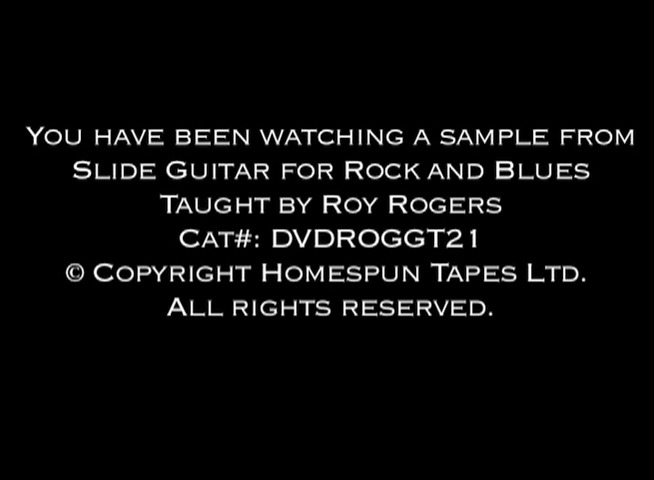 You have been watching a sample from
Slide Guitar for Rock and Blues
Taught by Roy Rogers
Cat#: DVDROGGT21
© Copyright Homespun Tapes Ltd.
All rights reserved.